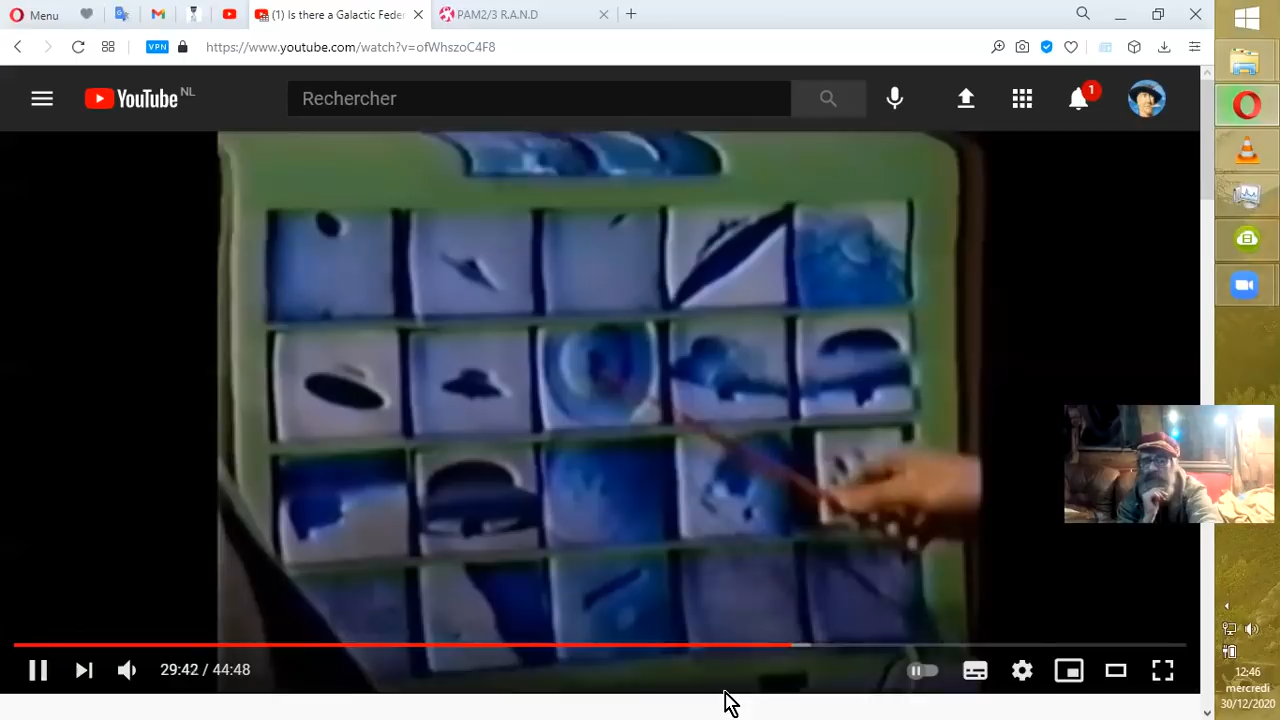 Menu
(1) Is there a Galactic Feder
PAM2/3 R.A.N.D
VPN
https://www.youtube.com/watch?v=ofWhszoC4F8
YouTube NL
Rechercher
1
29:42 / 44:48
12:46
mercredi
30/12/2020